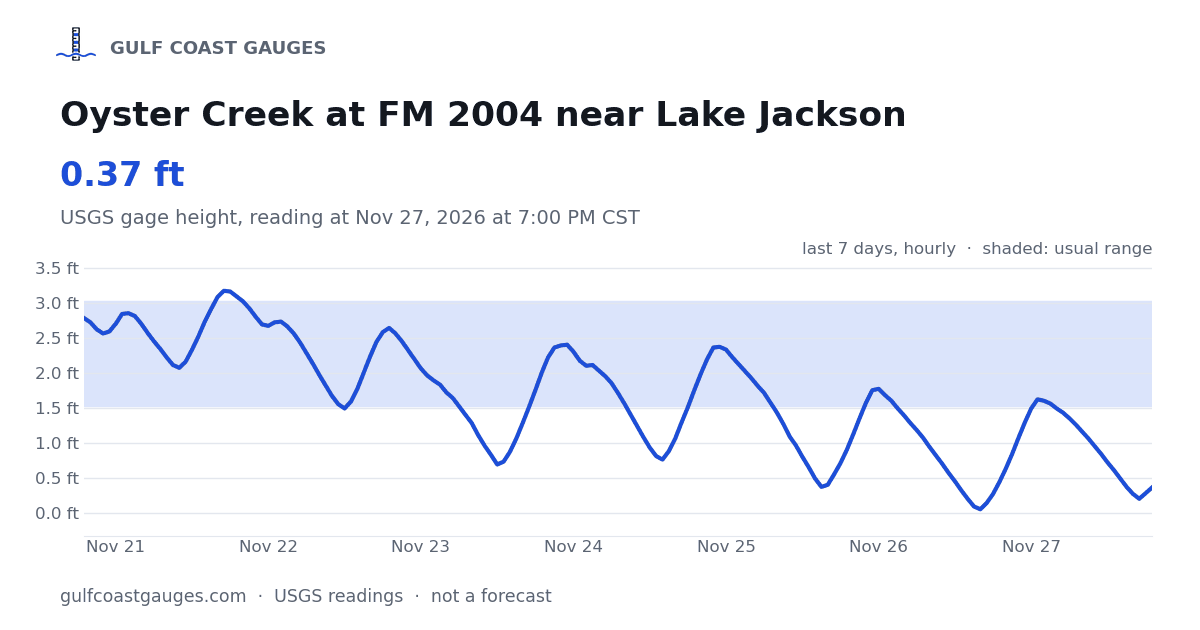 GULF COAST GAUGES
Oyster Creek at FM 2004 near Lake Jackson
0.37 ft
USGS gage height, reading at Nov 27, 2026 at 7:00 PM CST
last 7 days, hourly · shaded: usual range
3.5 ft
3.0 ft
2.5 ft
2.0 ft
1.5 ft
1.0 ft
0.5 ft
0.0 ft
Nov 21 Nov 22 Nov 23 Nov 24 Nov 25 Nov 26 Nov 27
gulfcoastgauges.com · USGS readings · not a forecast